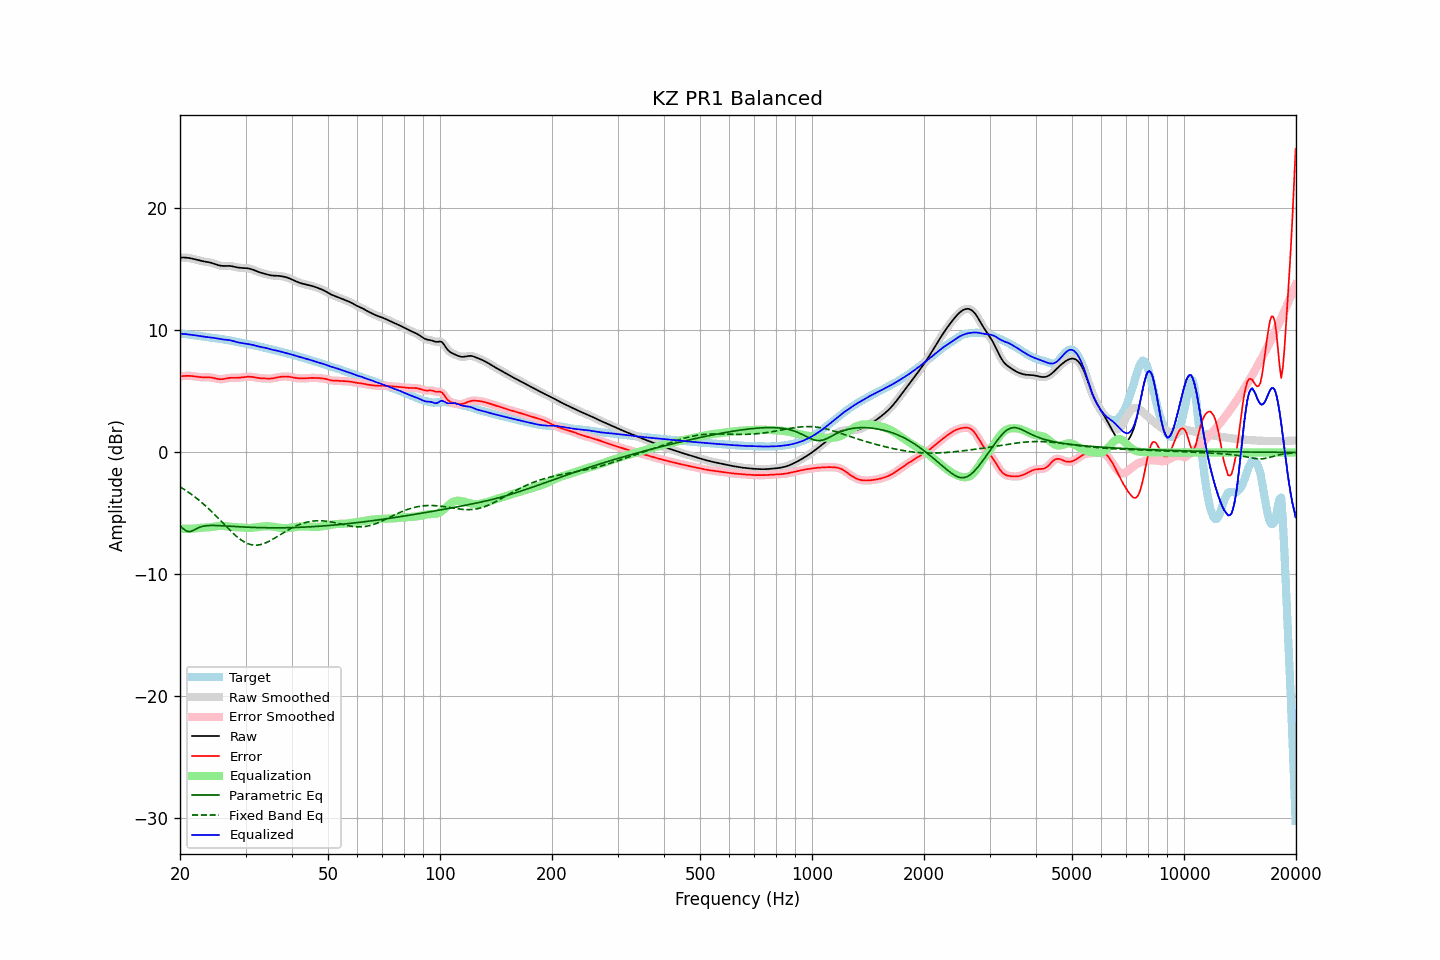 KZ PR1 Balanced
Amplitude (dBr)
20
10
0
−10
−20
−30
Target
Raw Smoothed
Error Smoothed
Raw
Error
Equalization
Parametric Eq
Fixed Band Eq
Equalized
20 50 100 200 500 1000 2000 5000 10000 20000
Frequency (Hz)